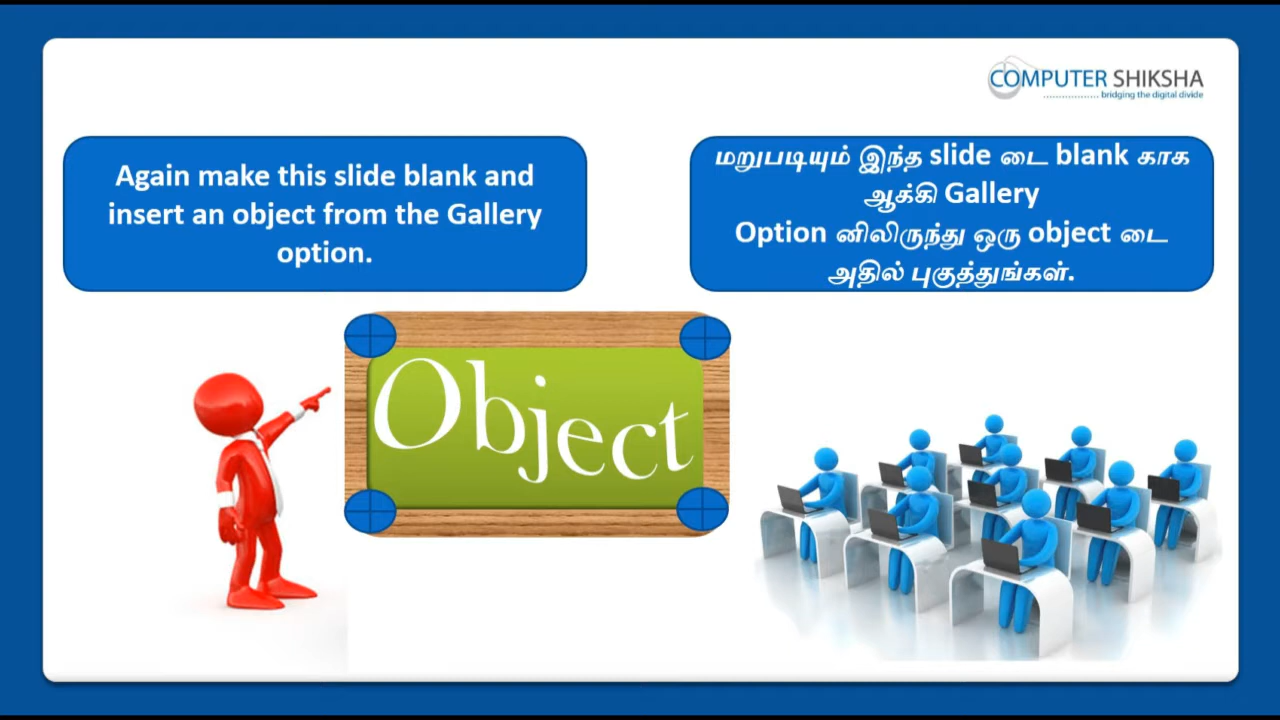 COMPUTER SHIKSHA
bridging the digital divide
Again make this slide blank and
insert an object from the Gallery
option.
மறுபடியும் இந்த slide டை blank காக
ஆக்கி Gallery
Option னிலிருந்து ஒரு object டை
அதில் புகுத்துங்கள்.
Object